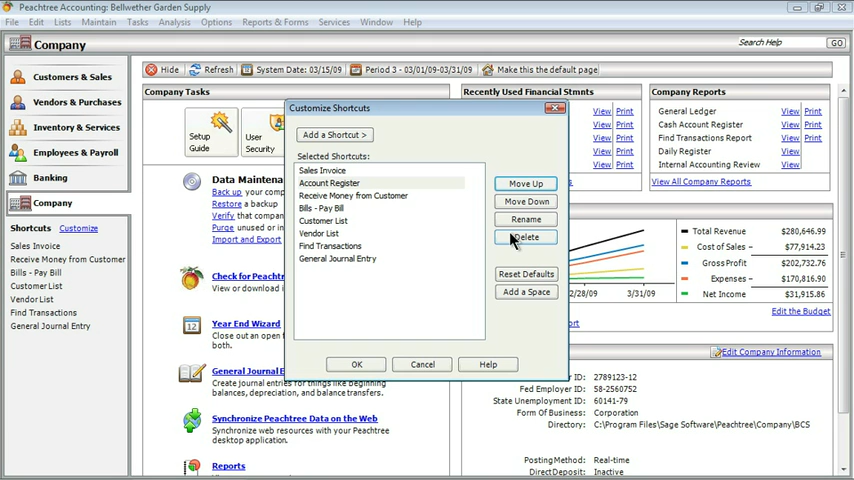 Peachtree Accounting: Bellwether Garden Supply
File Edit Lists Maintain Tasks Analysis Options Reports & Forms Services Window Help
Company
Search Help GO
Customers & Sales
Vendors & Purchases
Inventory & Services
Employees & Payroll
Banking
Company
Shortcuts Customize
Sales Invoice
Receive Money from Customer
Bills - Pay Bill
Customer List
Vendor List
Find Transactions
General Journal Entry
Hide Refresh System Date: 03/15/09 Period 3 - 03/01/09-03/31/09 Make this the default page
Company Tasks
Setup
Guide
User
Security
Data Maintena
Back up your comp
Restore a backup
Verify that compan
Purge unused or in
Import and Export
Check for Peachtr
View or download i
Year End Wizard
Close out an open f
both.
General Journal E
Create journal entries for things like beginning
balances, depreciation, and balance transfers.
Synchronize Peachtree Data on the Web
Synchronize web resources with your Peachtree
desktop application.
Reports
Customize Shortcuts
Add a Shortcut >
Selected Shortcuts:
Sales Invoice
Account Register
Receive Money from Customer
Bills - Pay Bill
Customer List
Vendor List
Find Transactions
General Journal Entry
Move Up
Move Down
Rename
Delete
Reset Defaults
Add a Space
OK Cancel Help
Recently Used Financial Stmnts
View Print
View Print
View Print
View Print
View Print
Company Reports
General Ledger View Print
Cash Account Register View Print
Find Transactions Report View Print
Daily Register View Print
Internal Accounting Review View Print
View All Company Reports
Total Revenue $280,646.99
Cost of Sales $77,914.23
Gross Profit $202,732.76
Expenses $170,816.90
Net Income $31,915.86
2/28/09 3/31/09
Edit the Budget
ort
Edit Company Information
2789123-12
Fed Employer ID: 58-2560752
State Unemployment ID: 60141-79
Form Of Business: Corporation
Directory: C:\Program Files\Sage Software\Peachtree\Company\BCS
Posting Method: Real-time
Direct Deposit: Inactive